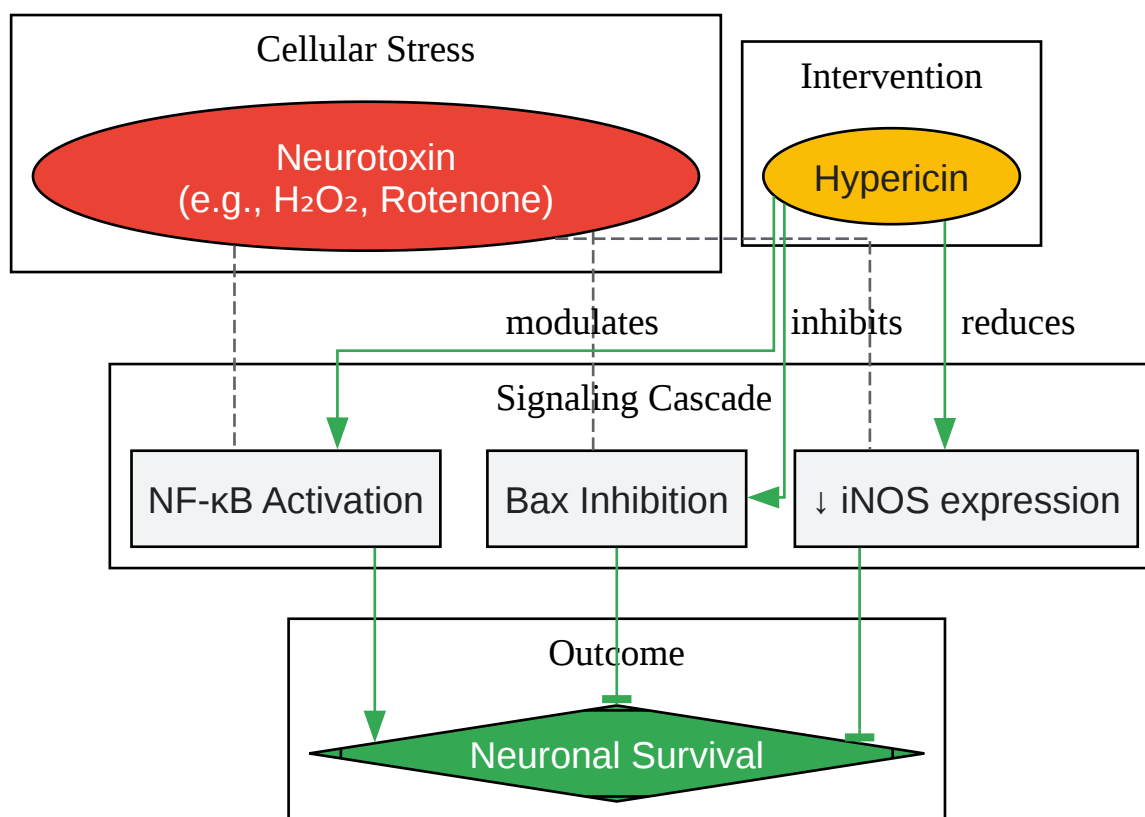 Cellular Stress
Neurotoxin
(e.g., H₂O₂, Rotenone)
Intervention
Hypericin
modulates
inhibits
reduces
Signaling Cascade
NF-κB Activation
Bax Inhibition
↓ iNOS expression
Outcome
Neuronal Survival